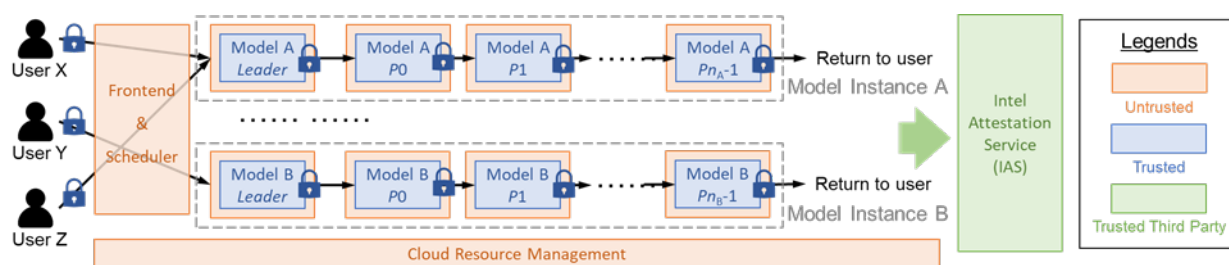 User X
User Y
User Z
Frontend
&
Scheduler
Model A
Leader
Model A
P0
Model A
P1
......
Model A
PnA-1
Return to user
Model Instance A
...... ......
Model B
Leader
Model B
P0
Model B
P1
......
Model B
PnB-1
Return to user
Model Instance B
Cloud Resource Management
Intel
Attestation
Service
(IAS)
Legends
Untrusted
Trusted
Trusted Third Party